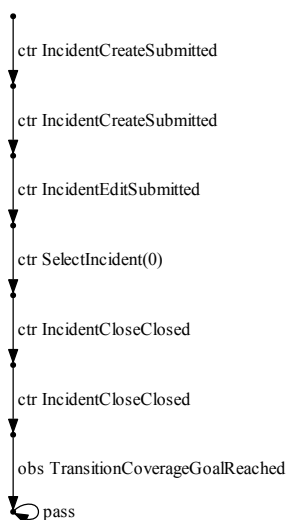 ctr IncidentCreateSubmitted
ctr IncidentCreateSubmitted
ctr IncidentEditSubmitted
ctr SelectIncident(0)
ctr IncidentCloseClosed
ctr IncidentCloseClosed
obs TransitionCoverageGoalReached
pass